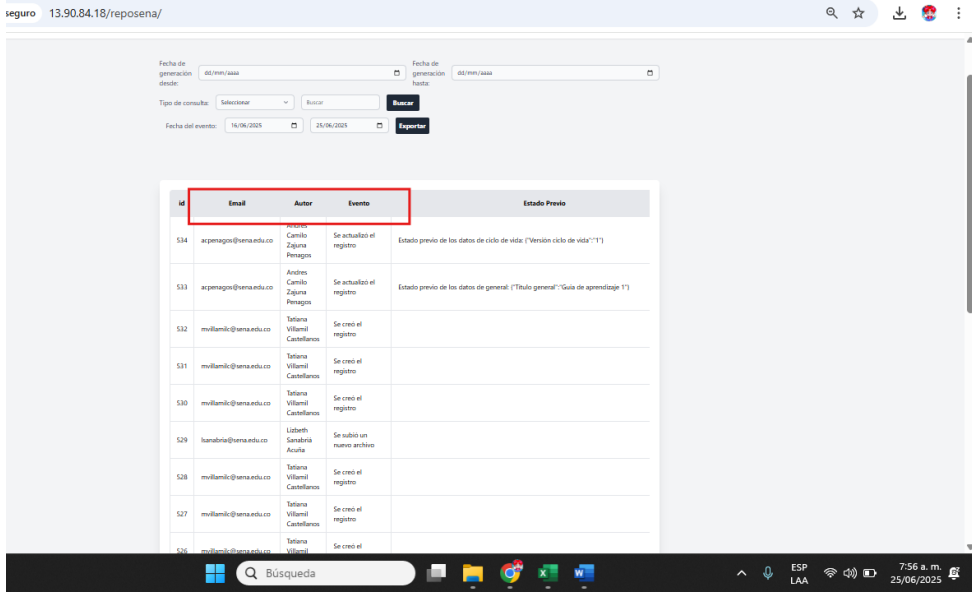 seguro 13.90.84.18/reposena/
Fecha de
generación
desde:
dd/mm/aaaa
Fecha de
generación
hasta:
dd/mm/aaaa
Tipo de consulta: Seleccionar Buscar Buscar
Fecha del evento: 16/06/2025 25/06/2025 Exportar
id Email Autor Evento Estado Previo
534 acpenagos@sena.edu.co Andres Camilo Zajuna Penagos Se actualizó el registro Estado previo de los datos de ciclo de vida: {"Versión ciclo de vida":"1"}
533 acpenagos@sena.edu.co Andres Camilo Zajuna Penagos Se actualizó el registro Estado previo de los datos de general: {"Título general":"Guía de aprendizaje 1"}
532 mvillamilc@sena.edu.co Tatiana Villamil Castellanos Se creó el registro
531 mvillamilc@sena.edu.co Tatiana Villamil Castellanos Se creó el registro
530 mvillamilc@sena.edu.co Tatiana Villamil Castellanos Se creó el registro
529 lsanabria@sena.edu.co Lizbeth Sanabriá Acuña Se subió un nuevo archivo
528 mvillamilc@sena.edu.co Tatiana Villamil Castellanos Se creó el registro
527 mvillamilc@sena.edu.co Tatiana Villamil Castellanos Se creó el registro
526 mvillamilc@sena.edu.co Tatiana Villamil Se creó el
Búsqueda
ESP
LAA
7:56 a. m.
25/06/2025